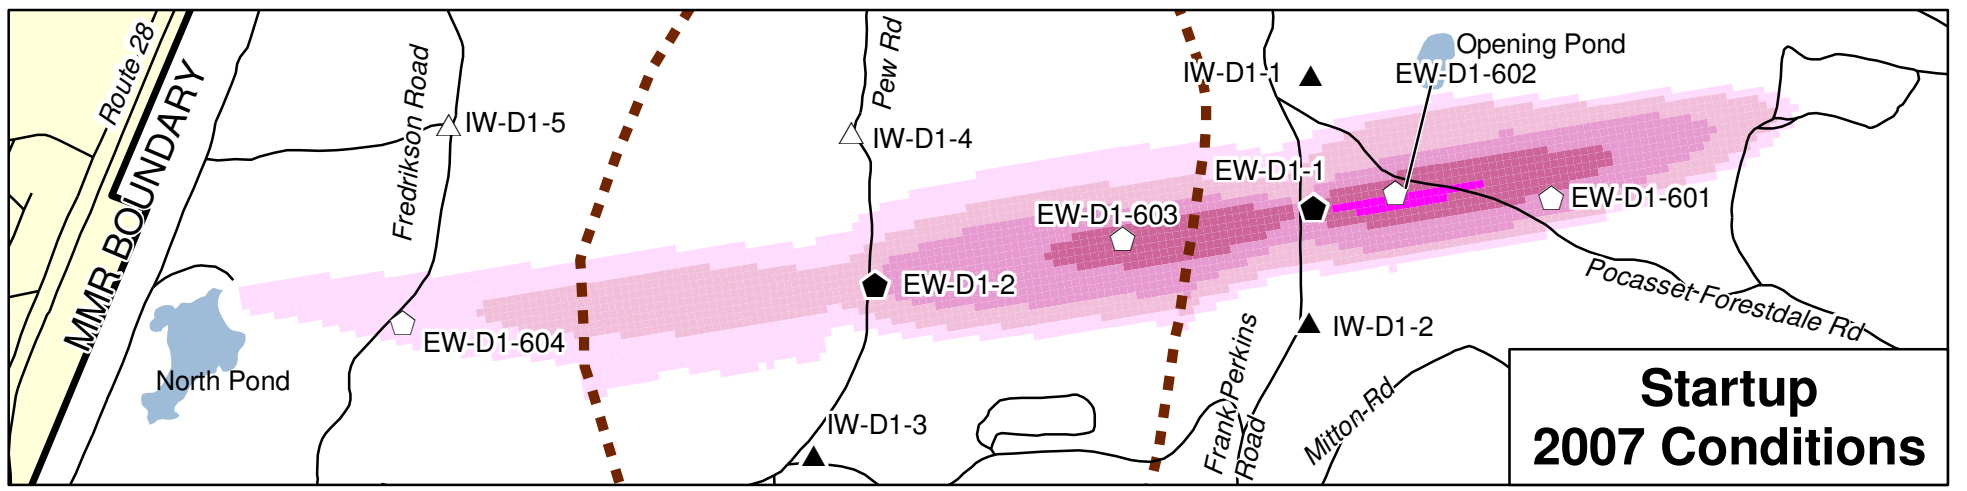 Route 28
MMR BOUNDARY
Fredrikson Road
IW-D1-5
Pew Rd
IW-D1-4
IW-D1-1
Opening Pond
EW-D1-602
EW-D1-1
EW-D1-601
EW-D1-603
EW-D1-2
EW-D1-604
North Pond
IW-D1-3
IW-D1-2
Pocasset-Forestdale Rd
Frank Perkins
Road
Mitton-Rd
Startup
2007 Conditions